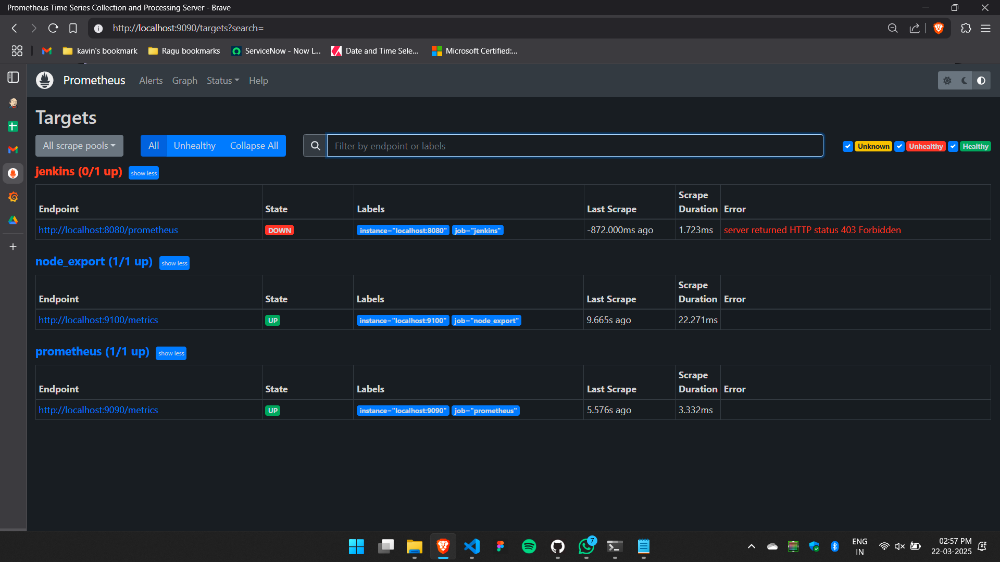 Prometheus Time Series Collection and Processing Server - Brave
http://localhost:9090/targets?search=
kavin's bookmark
Ragu bookmarks
ServiceNow - Now L...
Date and Time Sele...
Microsoft Certified:...
Prometheus
Alerts
Graph
Status
Help
Targets
All scrape pools
All
Unhealthy
Collapse All
Filter by endpoint or labels
Unknown
Unhealthy
Healthy
jenkins (0/1 up) show less
Endpoint State Labels Last Scrape Scrape Duration Error
http://localhost:8080/prometheus DOWN instance="localhost:8080" job="jenkins" -872.000ms ago 1.723ms server returned HTTP status 403 Forbidden
node_export (1/1 up) show less
Endpoint State Labels Last Scrape Scrape Duration Error
http://localhost:9100/metrics UP instance="localhost:9100" job="node_export" 9.665s ago 22.271ms
prometheus (1/1 up) show less
Endpoint State Labels Last Scrape Scrape Duration Error
http://localhost:9090/metrics UP instance="localhost:9090" job="prometheus" 5.576s ago 3.332ms
7
ENG
IN
02:57 PM
22-03-2025